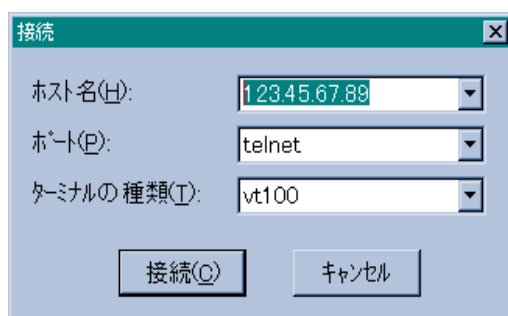 接続
ホスト名(H):
123.45.67.89
ポート(P):
telnet
ターミナルの種類(T):
vt100
接続(C)
キャンセル